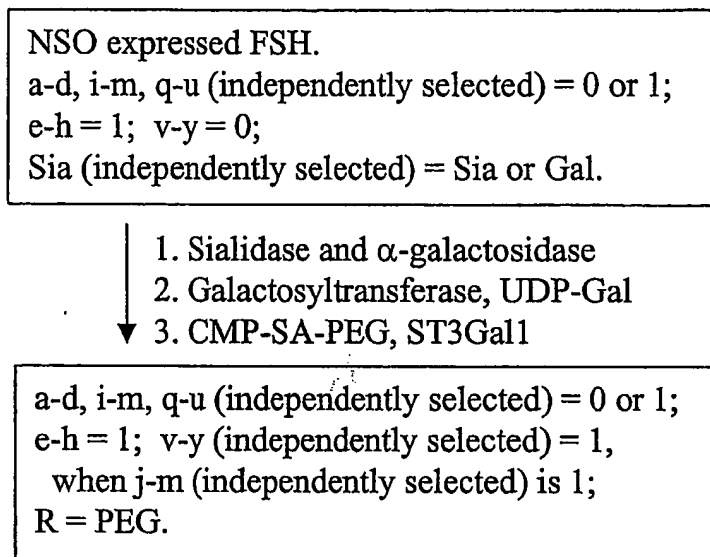 NSO expressed FSH.
a-d, i-m, q-u (independently selected) = 0 or 1;
e-h = 1; v-y = 0;
Sia (independently selected) = Sia or Gal.
1. Sialidase and α-galactosidase
2. Galactosyltransferase, UDP-Gal
3. CMP-SA-PEG, ST3Gal1
a-d, i-m, q-u (independently selected) = 0 or 1;
e-h = 1; v-y (independently selected) = 1,
when j-m (independently selected) is 1;
R = PEG.